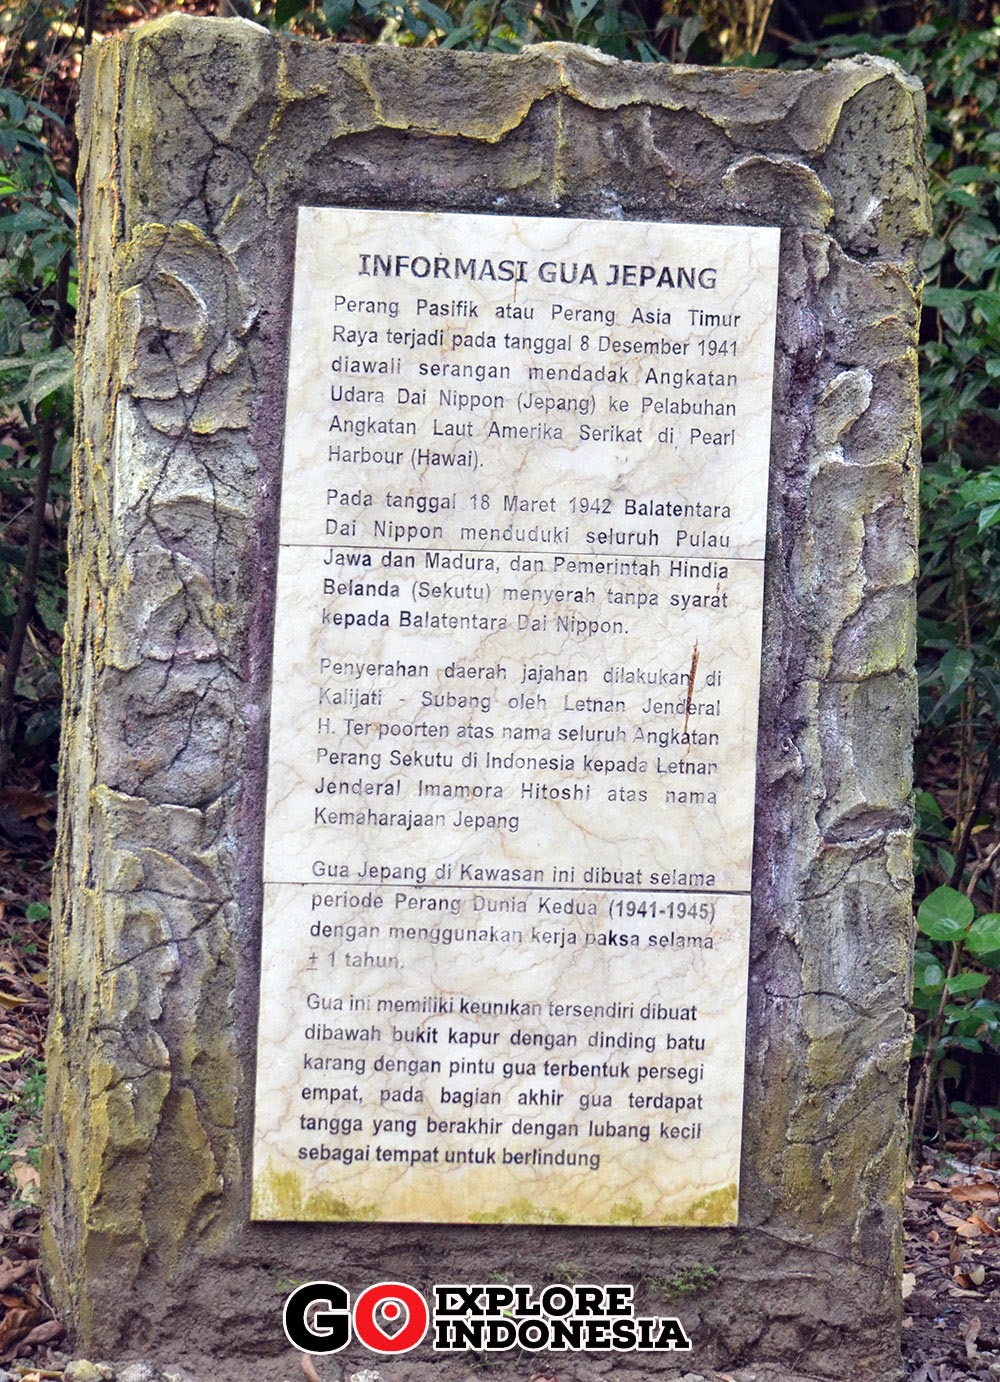 INFORMASI GUA JEPANG
Perang Pasifik atau Perang Asia Timur
Raya terjadi pada tanggal 8 Desember 1941
diawali serangan mendadak Angkatan
Udara Dai Nippon (Jepang) ke Pelabuhan
Angkatan Laut Amerika Serikat di Pearl
Harbour (Hawai).
Pada tanggal 18 Maret 1942 Balatentara
Dai Nippon menduduki seluruh Pulau
Jawa dan Madura, dan Pemerintah Hindia
Belanda (Sekutu) menyerah tanpa syarat
kepada Balatentara Dai Nippon.
Penyerahan daerah jajahan dilakukan di
Kalijati - Subang oleh Letnan Jenderal
H. Ter poorten atas nama seluruh Angkatan
Perang Sekutu di Indonesia kepada Letnan
Jenderal Imamora Hitoshi atas nama
Kemaharajaan Jepang
Gua Jepang di Kawasan ini dibuat selama
periode Perang Dunia Kedua (1941-1945)
dengan menggunakan kerja paksa selama
± 1 tahun.
Gua ini memiliki keunikan tersendiri dibuat
dibawah bukit kapur dengan dinding batu
karang dengan pintu gua terbentuk persegi
empat, pada bagian akhir gua terdapat
tangga yang berakhir dengan lubang kecil
sebagai tempat untuk berlindung
GO EXPLORE
INDONESIA